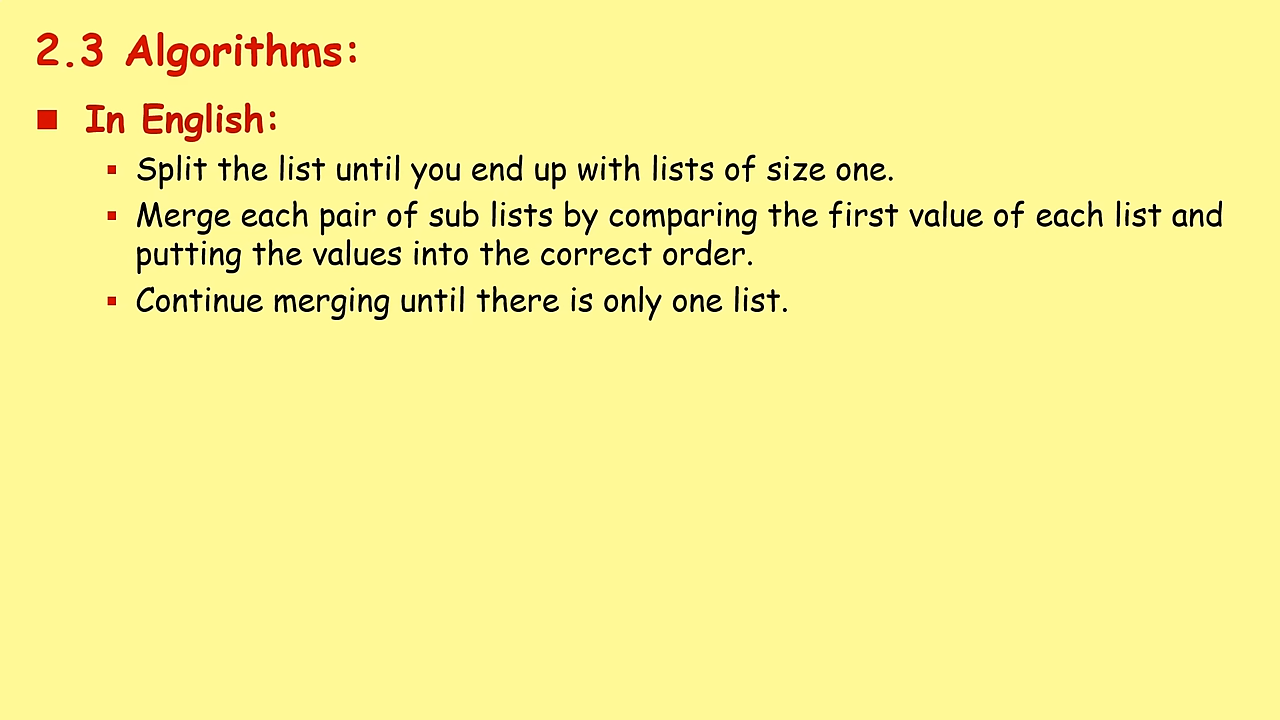 2.3 Algorithms:
In English:
Split the list until you end up with lists of size one.
Merge each pair of sub lists by comparing the first value of each list and
putting the values into the correct order.
Continue merging until there is only one list.